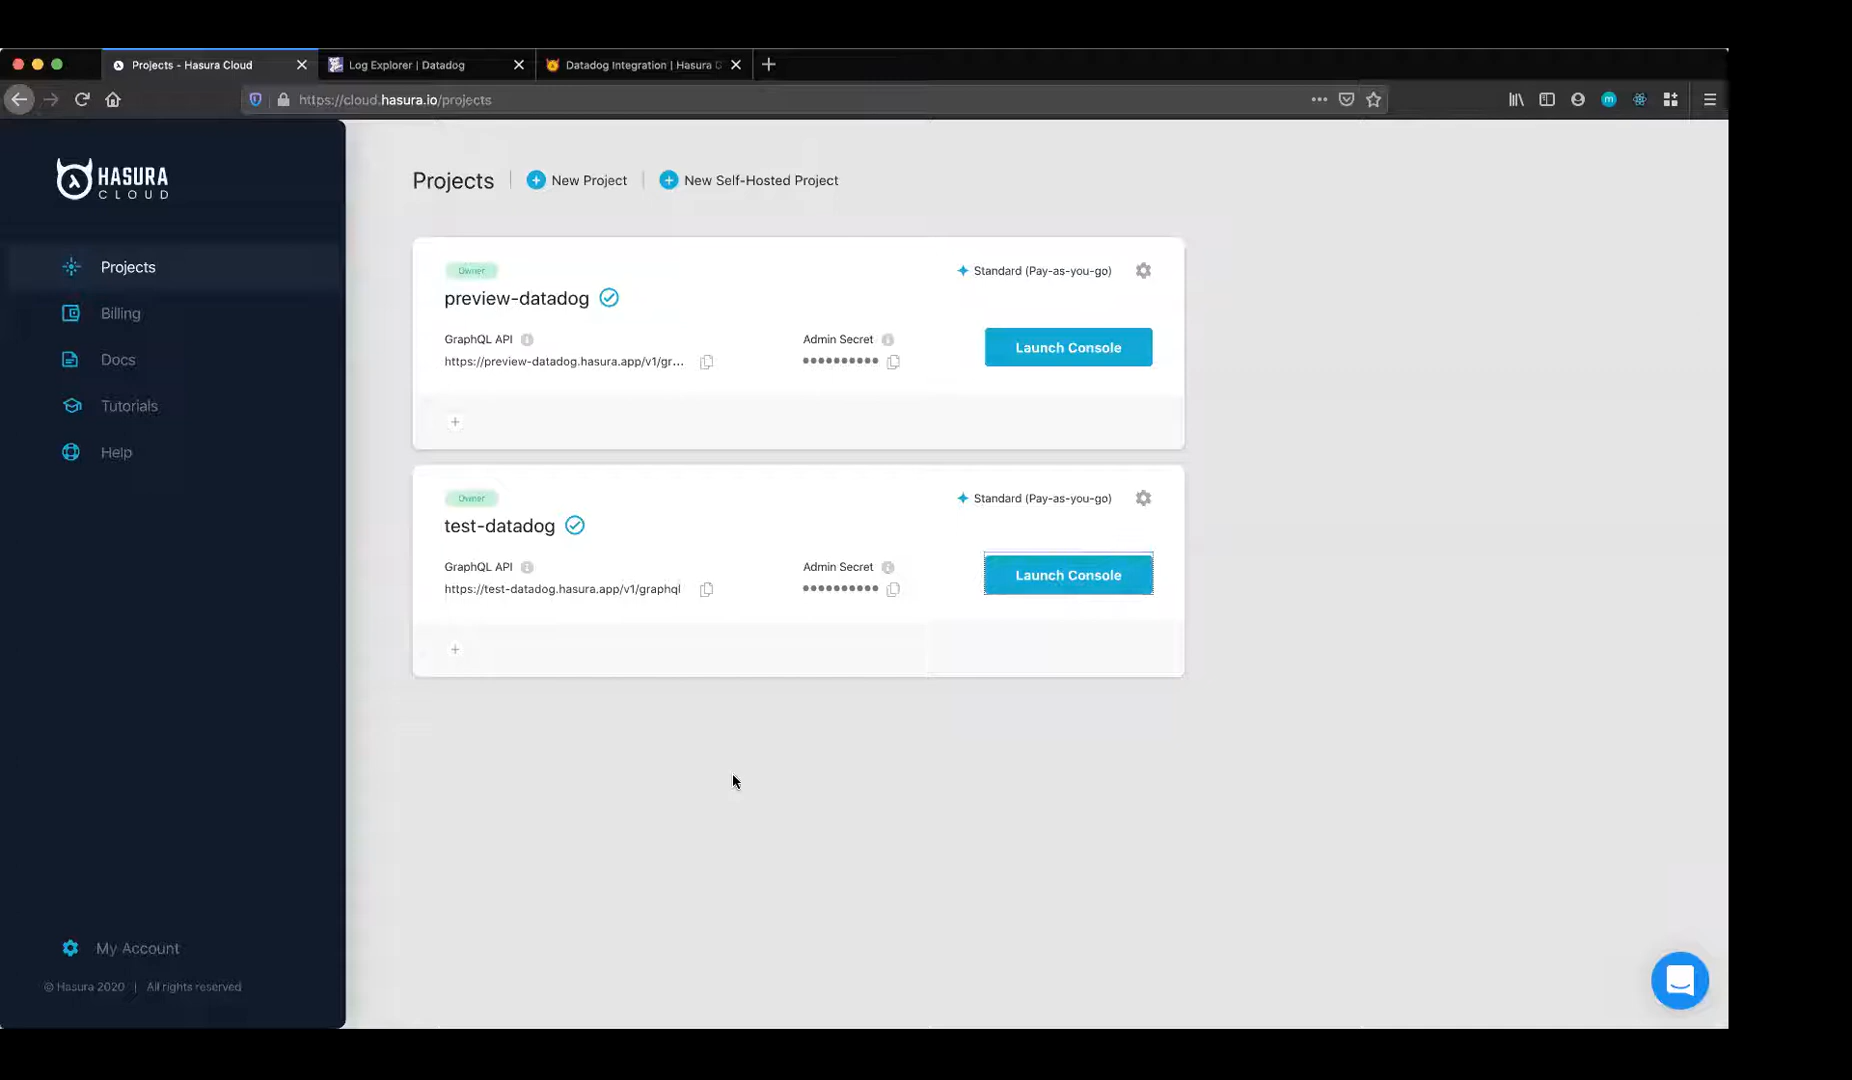 Projects - Hasura Cloud
Log Explorer | Datadog
Datadog Integration | Hasura C
https://cloud.hasura.io/projects
HASURA
CLOUD
Projects
Billing
Docs
Tutorials
Help
My Account
© Hasura 2020 | All rights reserved
Projects
New Project
New Self-Hosted Project
Owner
Standard (Pay-as-you-go)
preview-datadog
GraphQL API
Admin Secret
https://preview-datadog.hasura.app/v1/gr...
Launch Console
Owner
Standard (Pay-as-you-go)
test-datadog
GraphQL API
Admin Secret
https://test-datadog.hasura.app/v1/graphql
Launch Console